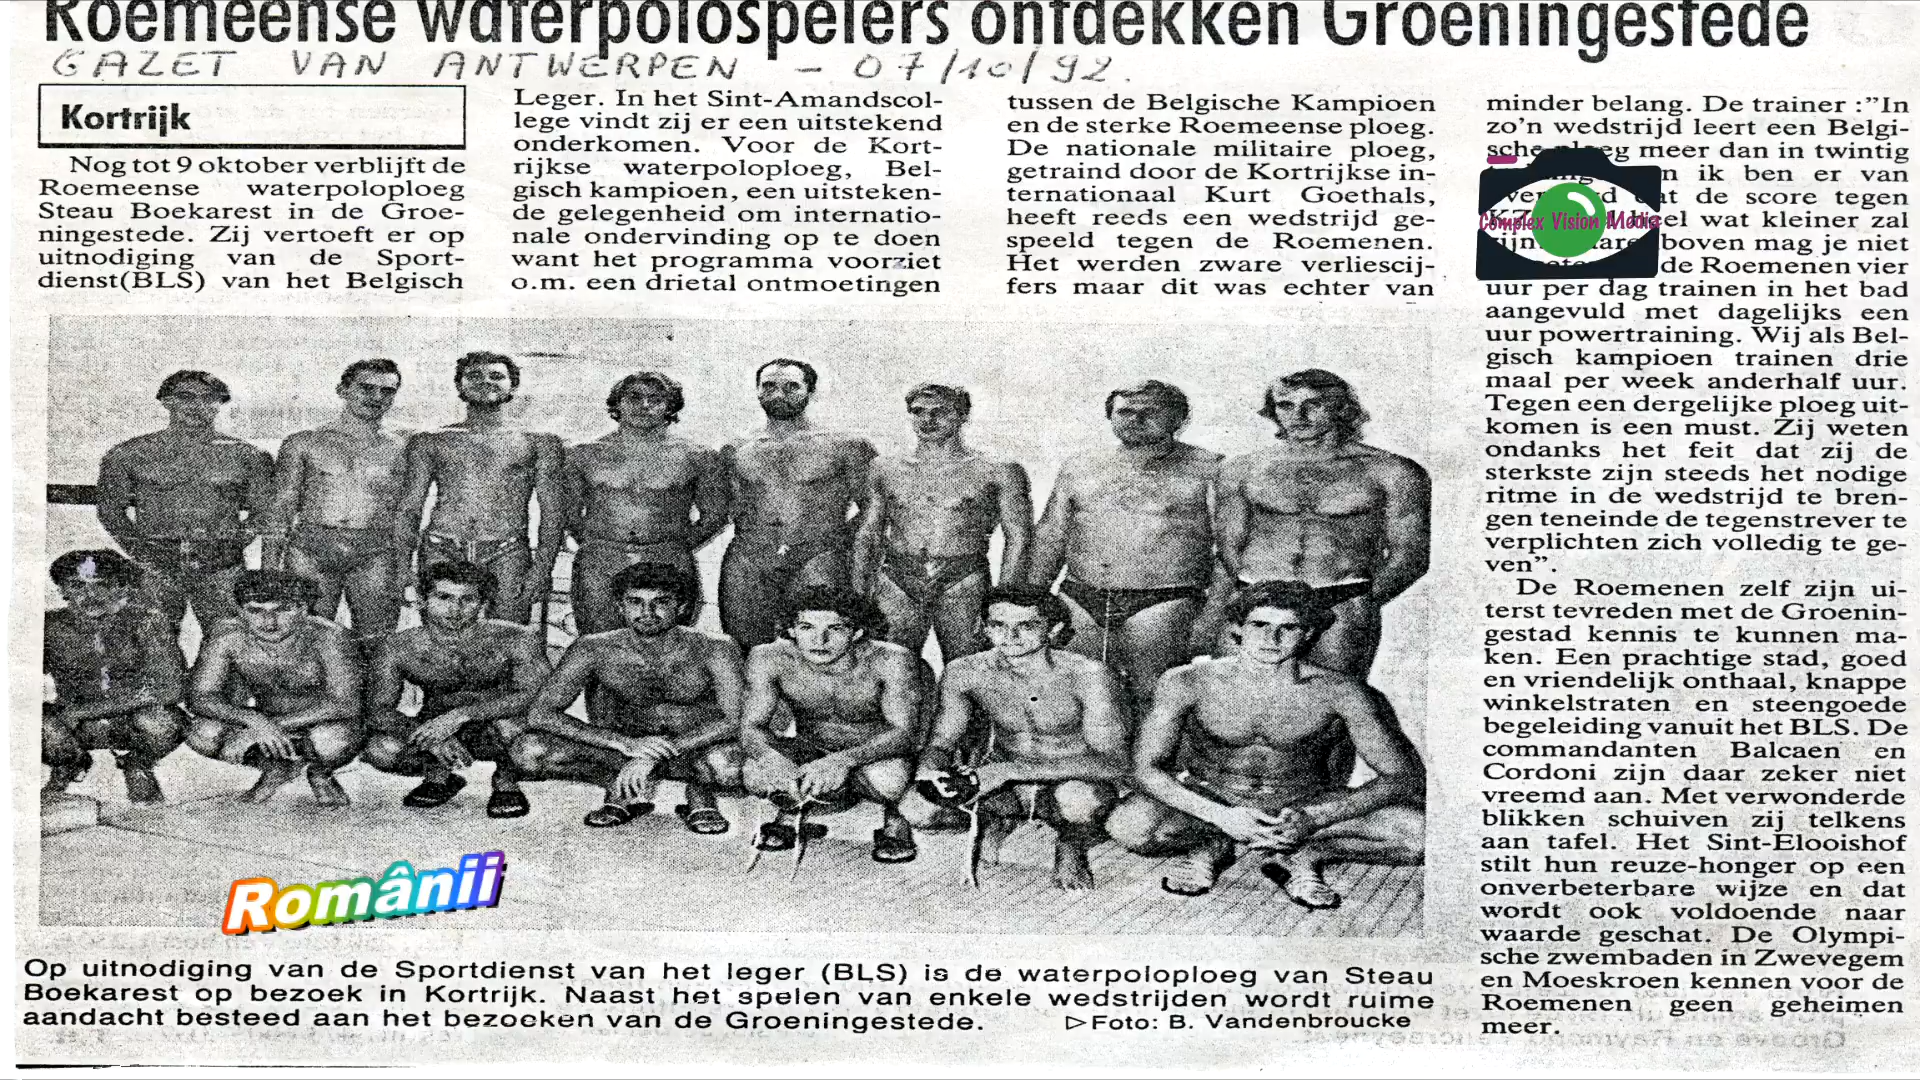 Roemeense waterpolospelers ontdekken Groeningestede
GAZET VAN ANTWERPEN - 07/10/92.
Kortrijk
Nog tot 9 oktober verblijft de
Roemeense waterpoloploeg
Steau Boekarest in de Groe-
ningestede. Zij vertoeft er op
uitnodiging van de Sport-
dienst(BLS) van het Belgisch
Leger. In het Sint-Amandscol-
lege vindt zij er een uitstekend
onderkomen. Voor de Kort-
rijkse waterpoloploeg, Bel-
gisch kampioen, een uitsteken-
de gelegenheid om internatio-
nale ondervinding op te doen
want het programma voorziet
o.m. een drietal ontmoetingen
tussen de Belgische Kampioen
en de sterke Roemeense ploeg.
De nationale militaire ploeg,
getraind door de Kortrijkse in-
ternationaal Kurt Goethals,
heeft reeds een wedstrijd ge-
speeld tegen de Roemenen.
Het werden zware verliescij-
fers maar dit was echter van
minder belang. De trainer :"In
zo'n wedstrijd leert een Belgi-
sche ploeg meer dan in twintig
n ik ben er van
de score tegen
eel wat kleiner zal
boven mag je niet
de Roemenen vier
uur per dag trainen in het bad
aangevuld met dagelijks een
uur powertraining. Wij als Bel-
gisch kampioen trainen drie
maal per week anderhalf uur.
Tegen een dergelijke ploeg uit-
komen is een must. Zij weten
ondanks het feit dat zij de
sterkste zijn steeds het nodige
ritme in de wedstrijd te bren-
gen teneinde de tegenstrever te
verplichten zich volledig te ge-
ven".
De Roemenen zelf zijn ui-
terst tevreden met de Groenin-
gestad kennis te kunnen ma-
ken. Een prachtige stad, goed
en vriendelijk onthaal, knappe
winkelstraten en steengoede
begeleiding vanuit het BLS. De
commandanten Balcaen en
Cordoni zijn daar zeker niet
vreemd aan. Met verwonderde
blikken schuiven zij telkens
aan tafel. Het Sint-Elooishof
stilt hun reuze-honger op een
onverbeterbare wijze en dat
wordt ook voldoende naar
waarde geschat. De Olympi-
sche zwembaden in Zwevegem
en Moeskroen kennen voor de
Roemenen geen geheimen
meer.
Complex Vision Media
Românii
Op uitnodiging van de Sportdienst van het leger (BLS) is de waterpoloploeg van Steau
Boekarest op bezoek in Kortrijk. Naast het spelen van enkele wedstrijden wordt ruime
aandacht besteed aan het bezoeken van de Groeningestede.
▷Foto: B. Vandenbroucke